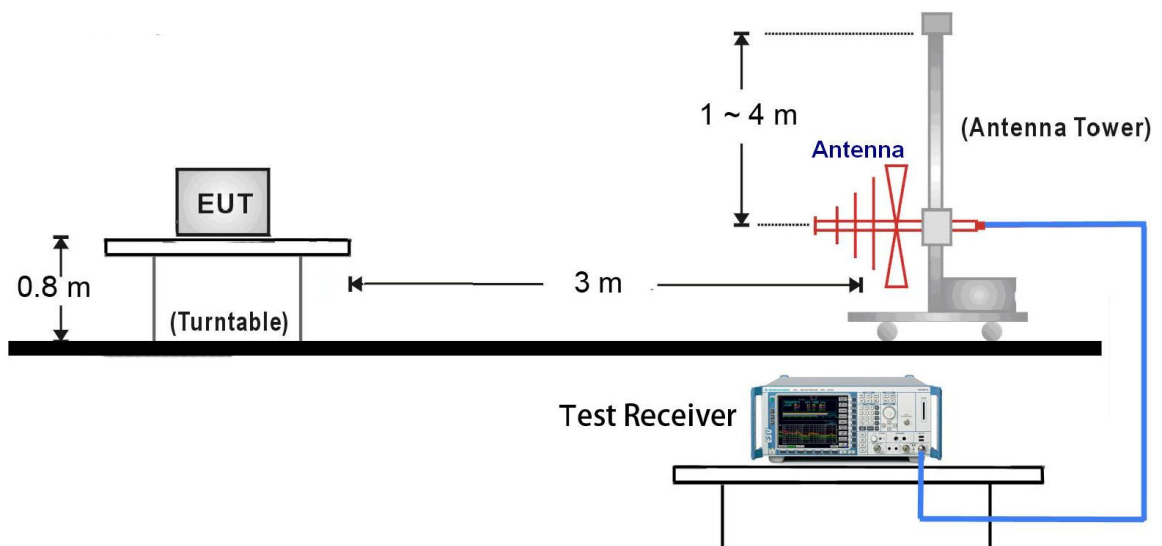 1 ~ 4 m
(Antenna Tower)
Antenna
EUT
0.8 m
3 m
(Turntable)
Test Receiver